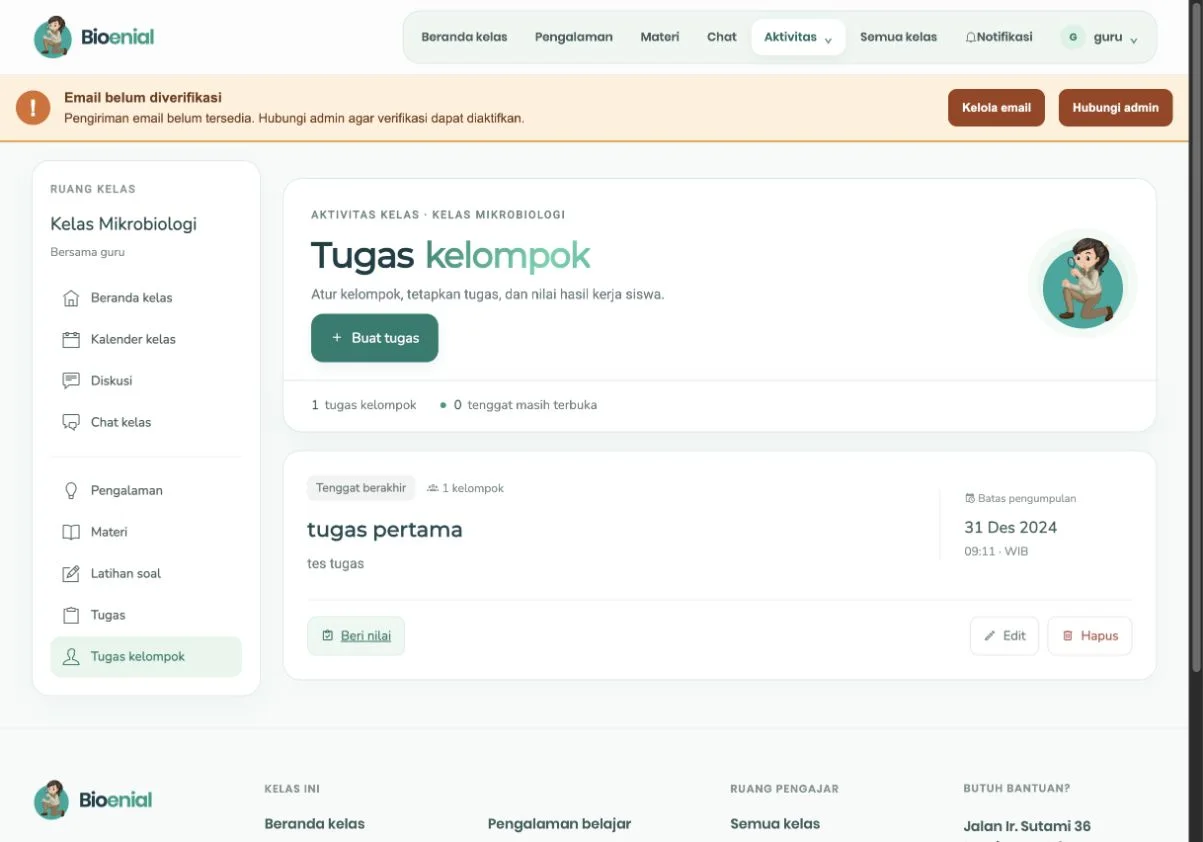 Bioenial
Beranda kelas Pengalaman Materi Chat Aktivitas Semua kelas Notifikasi G guru
! Email belum diverifikasi
Pengiriman email belum tersedia. Hubungi admin agar verifikasi dapat diaktifkan.
Kelola email Hubungi admin
RUANG KELAS
Kelas Mikrobiologi
Bersama guru
Beranda kelas
Kalender kelas
Diskusi
Chat kelas
Pengalaman
Materi
Latihan soal
Tugas
Tugas kelompok
AKTIVITAS KELAS · KELAS MIKROBIOLOGI
Tugas kelompok
Atur kelompok, tetapkan tugas, dan nilai hasil kerja siswa.
+ Buat tugas
1 tugas kelompok • 0 tenggat masih terbuka
Tenggat berakhir 1 kelompok
tugas pertama
tes tugas
Batas pengumpulan
31 Des 2024
09:11 · WIB
Beri nilai Edit Hapus
Bioenial
KELAS INI
Beranda kelas Pengalaman belajar
RUANG PENGAJAR
Semua kelas
BUTUH BANTUAN?
Jalan Ir. Sutami 36